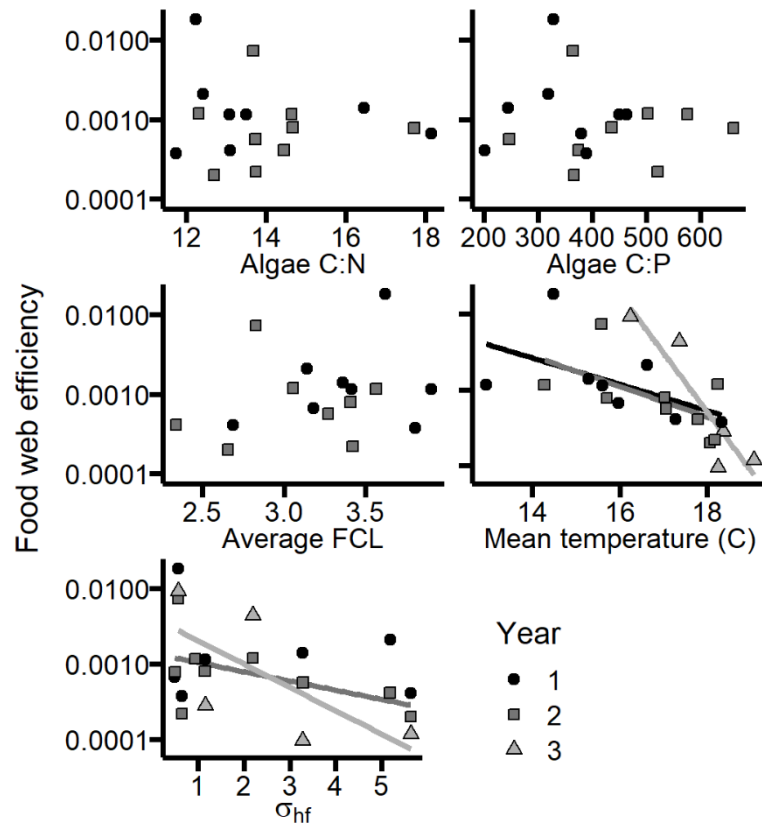 Food web efficiency
0.0100
0.0010
0.0001
12 14 16 18
Algae C:N
200 300 400 500 600
Algae C:P
0.0100
0.0010
0.0001
2.5 3.0 3.5
Average FCL
14 16 18
Mean temperature (C)
0.0100
0.0010
0.0001
1 2 3 4 5
σhf
Year
1
2
3